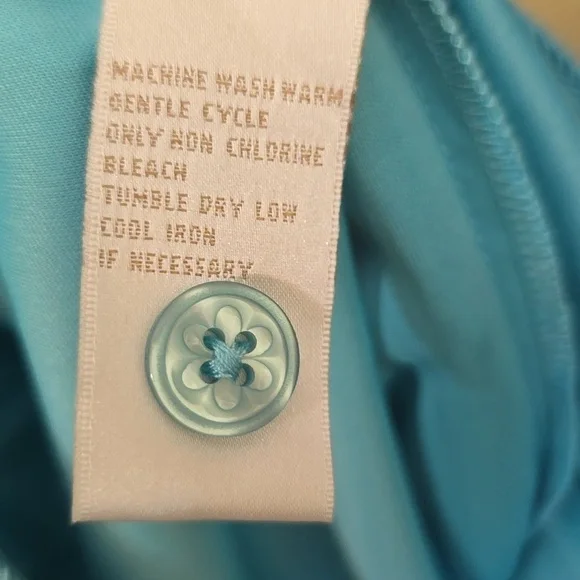 MACHINE WASH WARM
GENTLE CYCLE
ONLY NON CHLORINE
BLEACH
TUMBLE DRY LOW
COOL IRON
IF NECESSARY